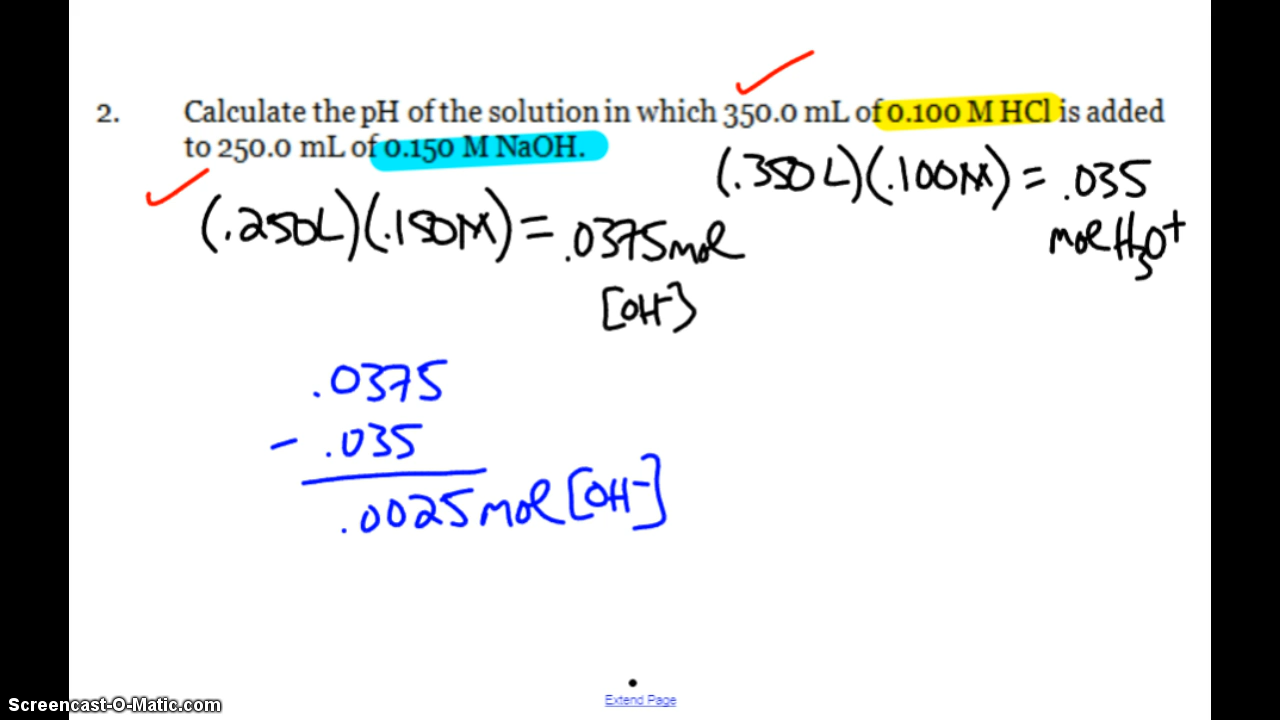 2. Calculate the pH of the solution in which 350.0 mL of 0.100 M HCl is added
to 250.0 mL of 0.150 M NaOH.
(.350L)(.100M) = .035
mol H₃O⁺
(.250L)(.150M) = .0375 mol
[OH⁻]
.0375
- .035
.0025 mol [OH⁻]
Extend Page
Screencast-O-Matic.com